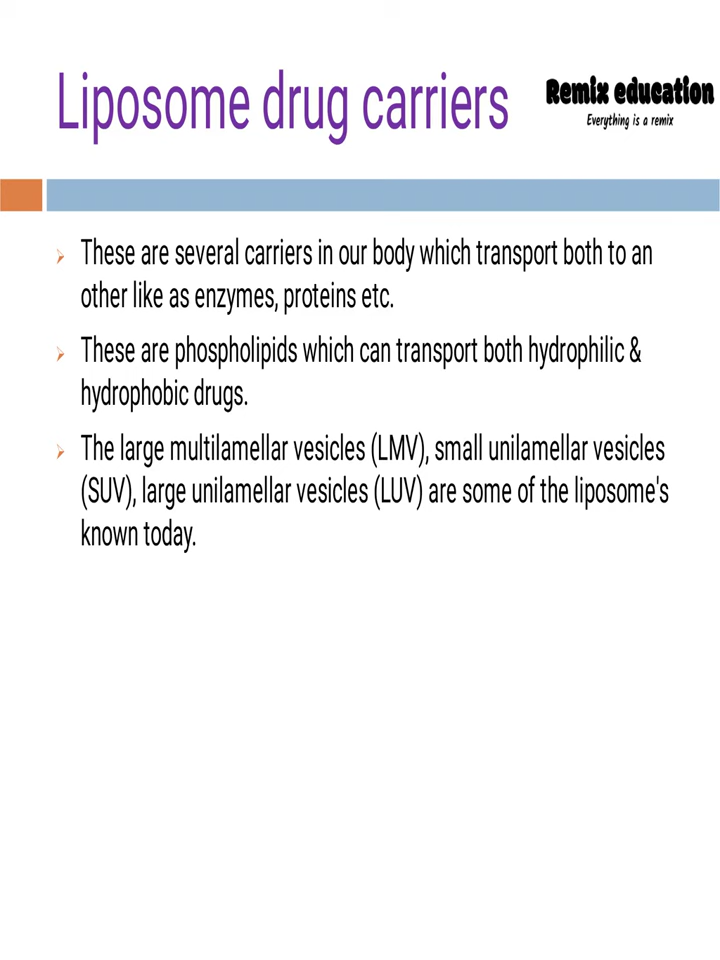 Liposome drug carriers
Remix education
Everything is a remix
These are several carriers in our body which transport both to an
other like as enzymes, proteins etc.
These are phospholipids which can transport both hydrophilic &
hydrophobic drugs.
The large multilamellar vesicles (LMV), small unilamellar vesicles
(SUV), large unilamellar vesicles (LUV) are some of the liposome's
known today.